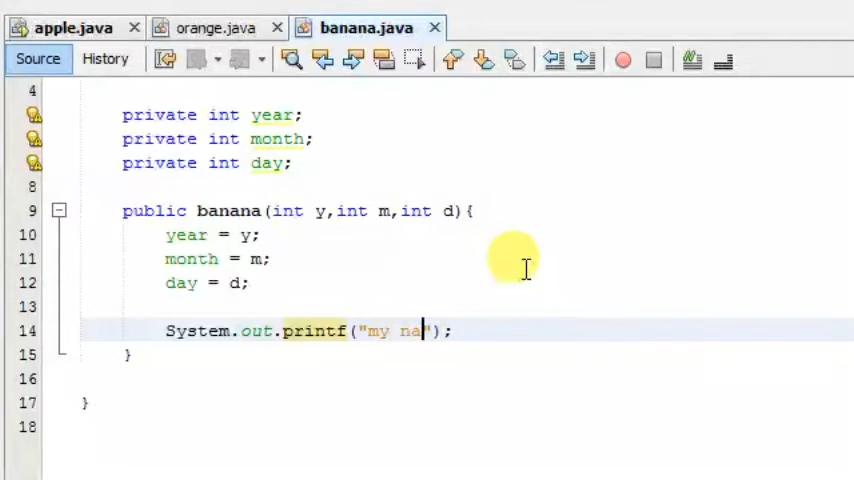 apple.java orange.java banana.java
Source History
4
private int year;
private int month;
private int day;
8
9 public banana(int y,int m,int d){
10 year = y;
11 month = m;
12 day = d;
13
14 System.out.printf("my na");
15 }
16
17 }
18